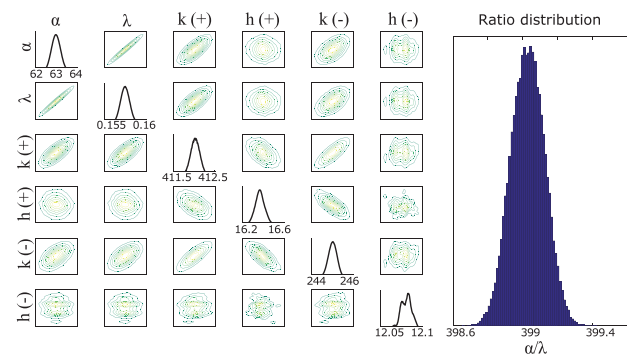 α λ k (+) h (+) k (-) h (-) Ratio distribution
α
62 63 64
λ
0.155 0.16
k (+)
411.5 412.5
h (+)
16.2 16.6
k (-)
244 246
h (-)
12.05 12.1
398.6 399 399.4
α/λ